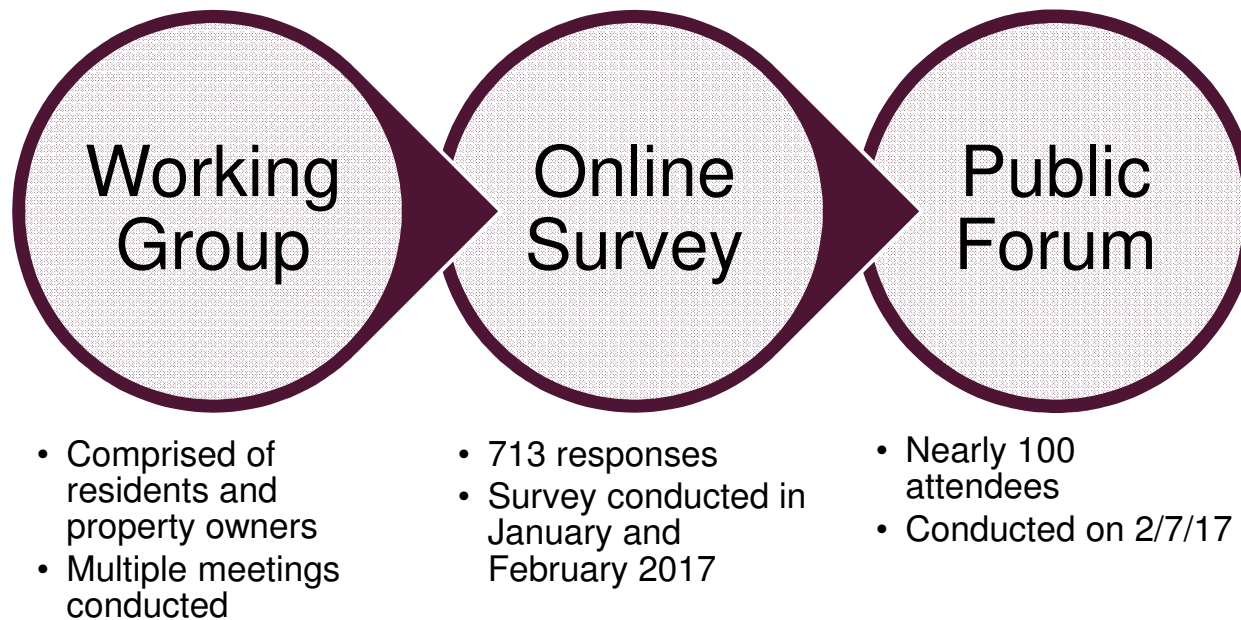 Working
Group
• Comprised of
residents and
property owners
• Multiple meetings
conducted
Online
Survey
• 713 responses
• Survey conducted in
January and
February 2017
Public
Forum
• Nearly 100
attendees
• Conducted on 2/7/17